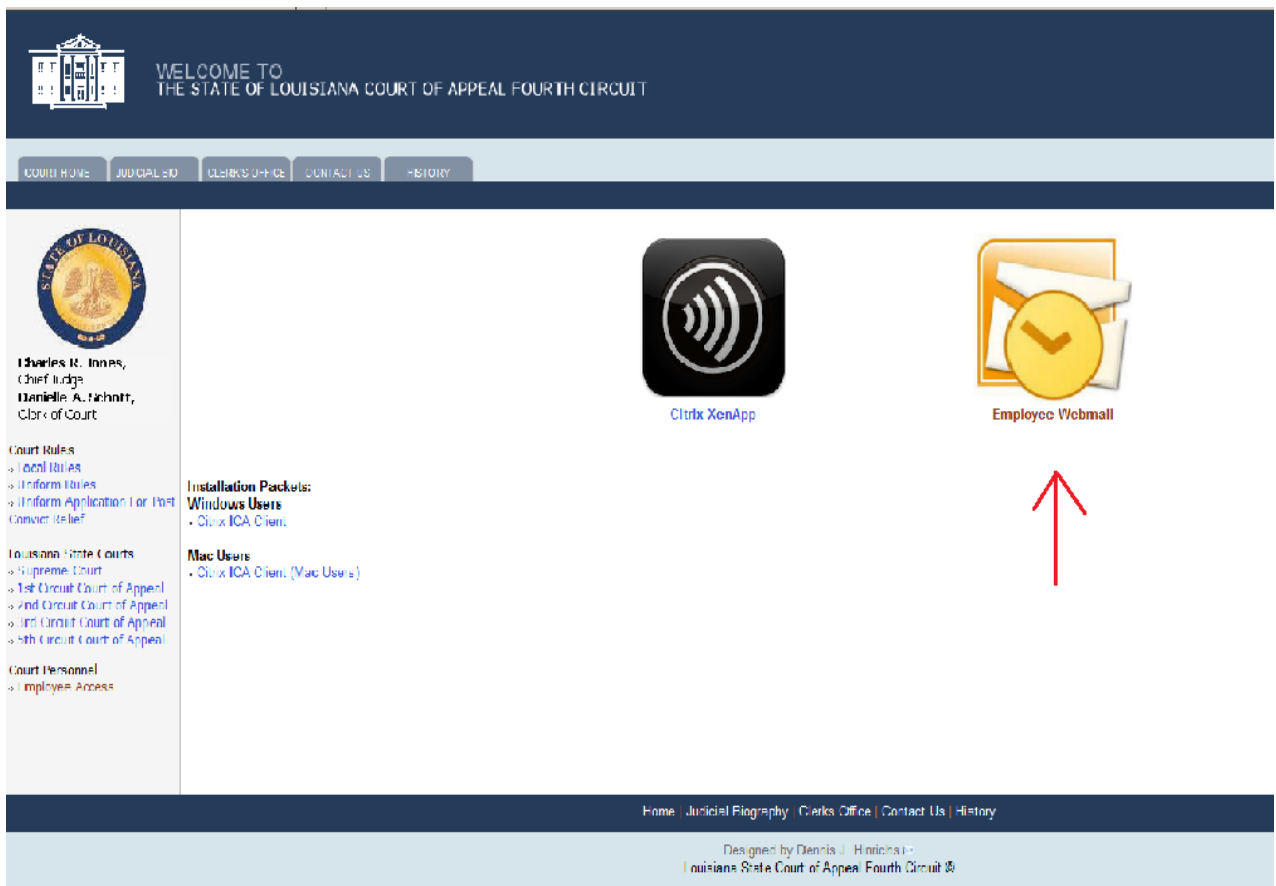 WELCOME TO
THE STATE OF LOUISIANA COURT OF APPEAL FOURTH CIRCUIT
COURT HOME
JUDICIAL BIO
CLERK'S OFFICE
CONTACT US
HISTORY
STATE OF LOUISIANA
Charles R.
Chief Judge
Danielle A. Schott,
Clerk of Court
Court Rules
» Local Rules
» Uniform Rules
» Uniform Application For Post
Convict Relief
Louisiana State Courts
» Supreme Court
» 1st Circuit Court of Appeal
» 2nd Circuit Court of Appeal
» 3rd Circuit Court of Appeal
» 5th Circuit Court of Appeal
Court Personnel
» Employee Access
Citrix XenApp
Employee Webmail
Installation Packets:
Windows Users
• Citrix ICA Client
Mac Users
• Citrix ICA Client (Mac Users)
Home | Judicial Biography | Clerks Office | Contact Us | History
Designed by Dennis J. Hinrichs
Louisiana State Court of Appeal Fourth Circuit ©